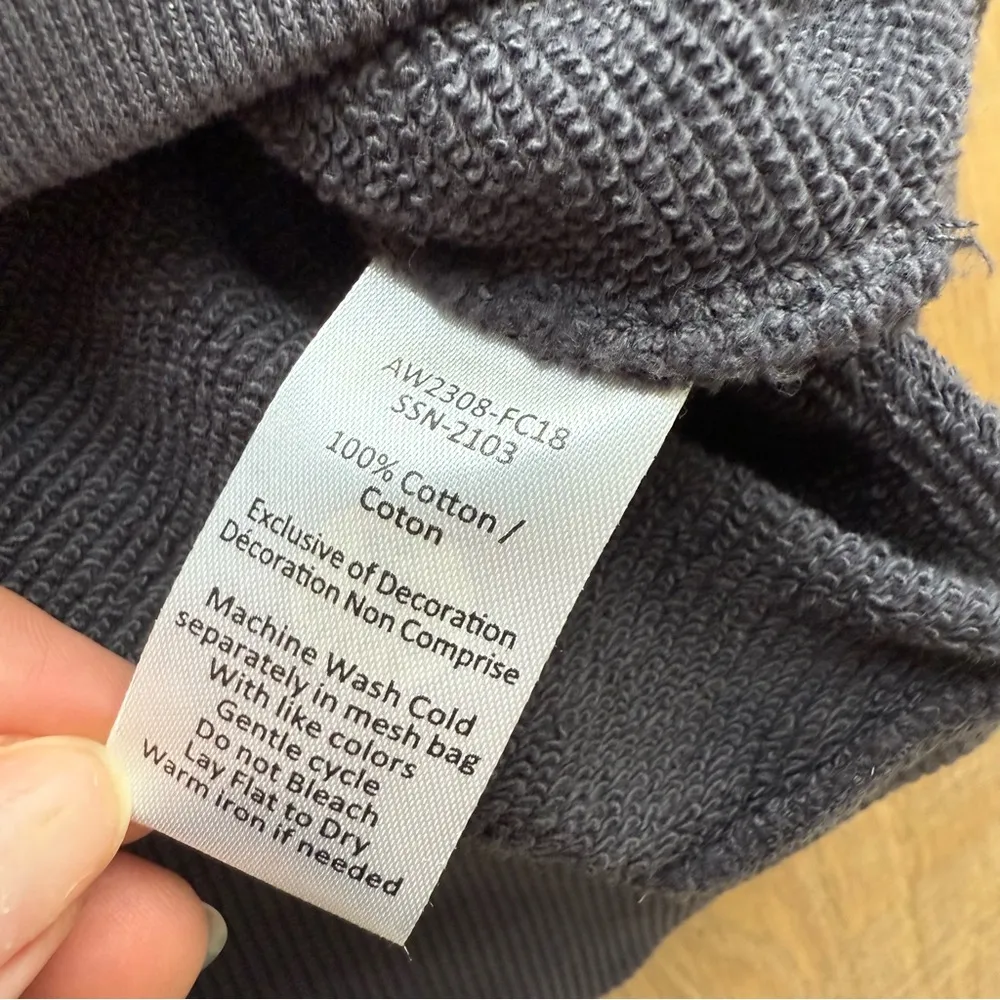 AW2308-FC18
SSN-2103
100% Cotton /
Coton
Exclusive of Decoration
Décoration Non Comprise
Machine Wash Cold
separately in mesh bag
With like colors
Gentle cycle
Do not Bleach
Lay Flat to Dry
Warm iron if needed